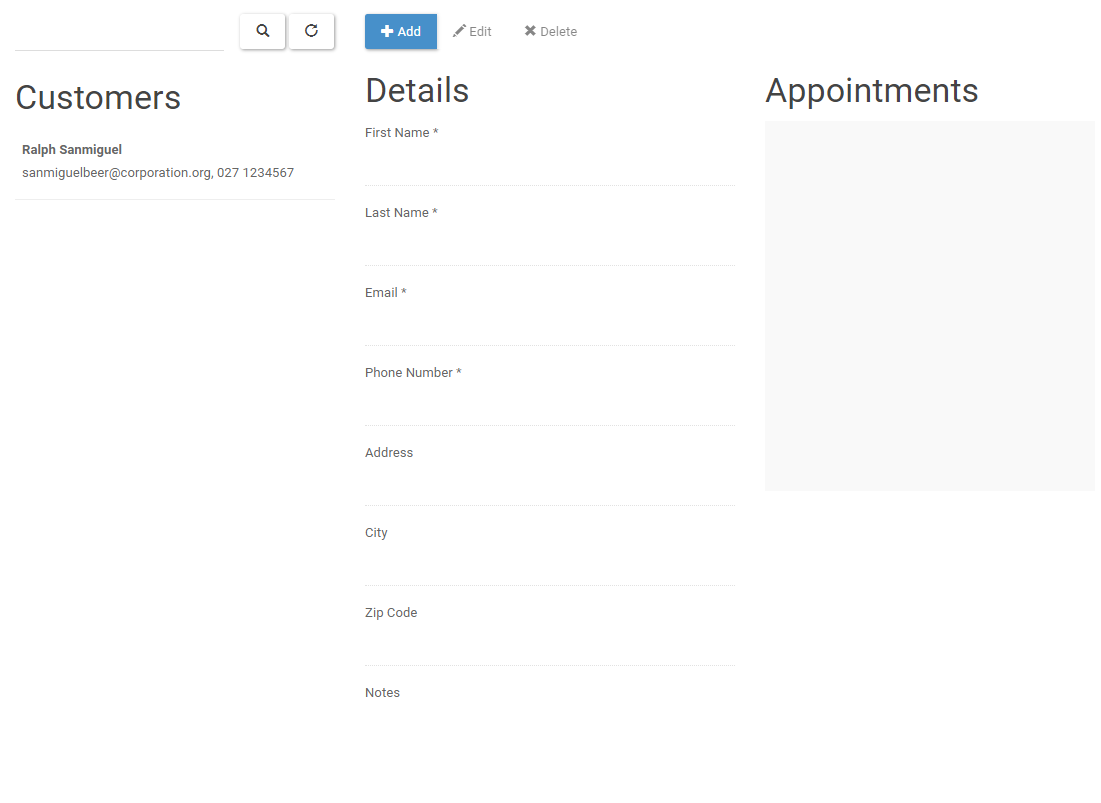 Add
Edit
Delete
Customers
Ralph Sanmiguel
sanmiguelbeer@corporation.org, 027 1234567
Details
First Name *
Last Name *
Email *
Phone Number *
Address
City
Zip Code
Notes
Appointments